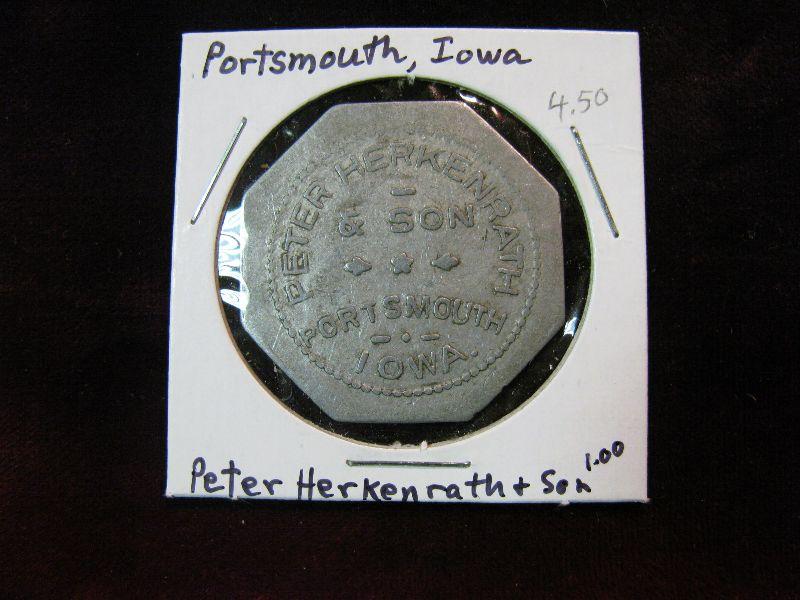 Portsmouth, Iowa
4.50
PETER HERKENRATH
& SON
PORTSMOUTH
IOWA.
1.00
Peter Herkenrath + Son